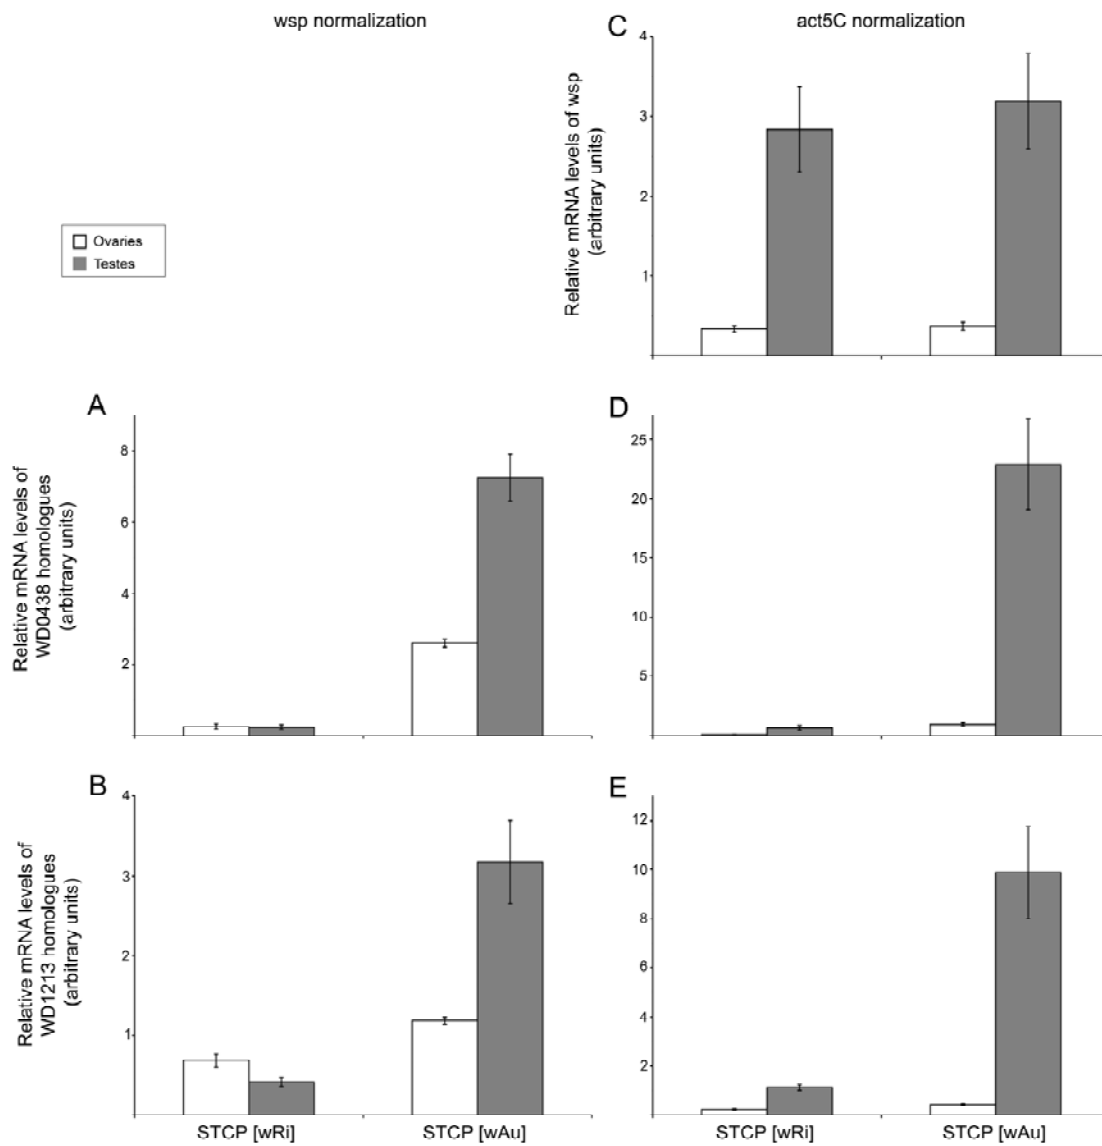 wsp normalization
act5C normalization
C
4
3
2
1
Relative mRNA levels of wsp
(arbitrary units)
Ovaries
Testes
A
8
6
4
2
Relative mRNA levels of
WD0438 homologues
(arbitrary units)
D
25
20
15
10
5
B
4
3
2
1
Relative mRNA levels of
WD1213 homologues
(arbitrary units)
STCP [wRi]
STCP [wAu]
E
12
10
8
6
4
2
STCP [wRi]
STCP [wAu]